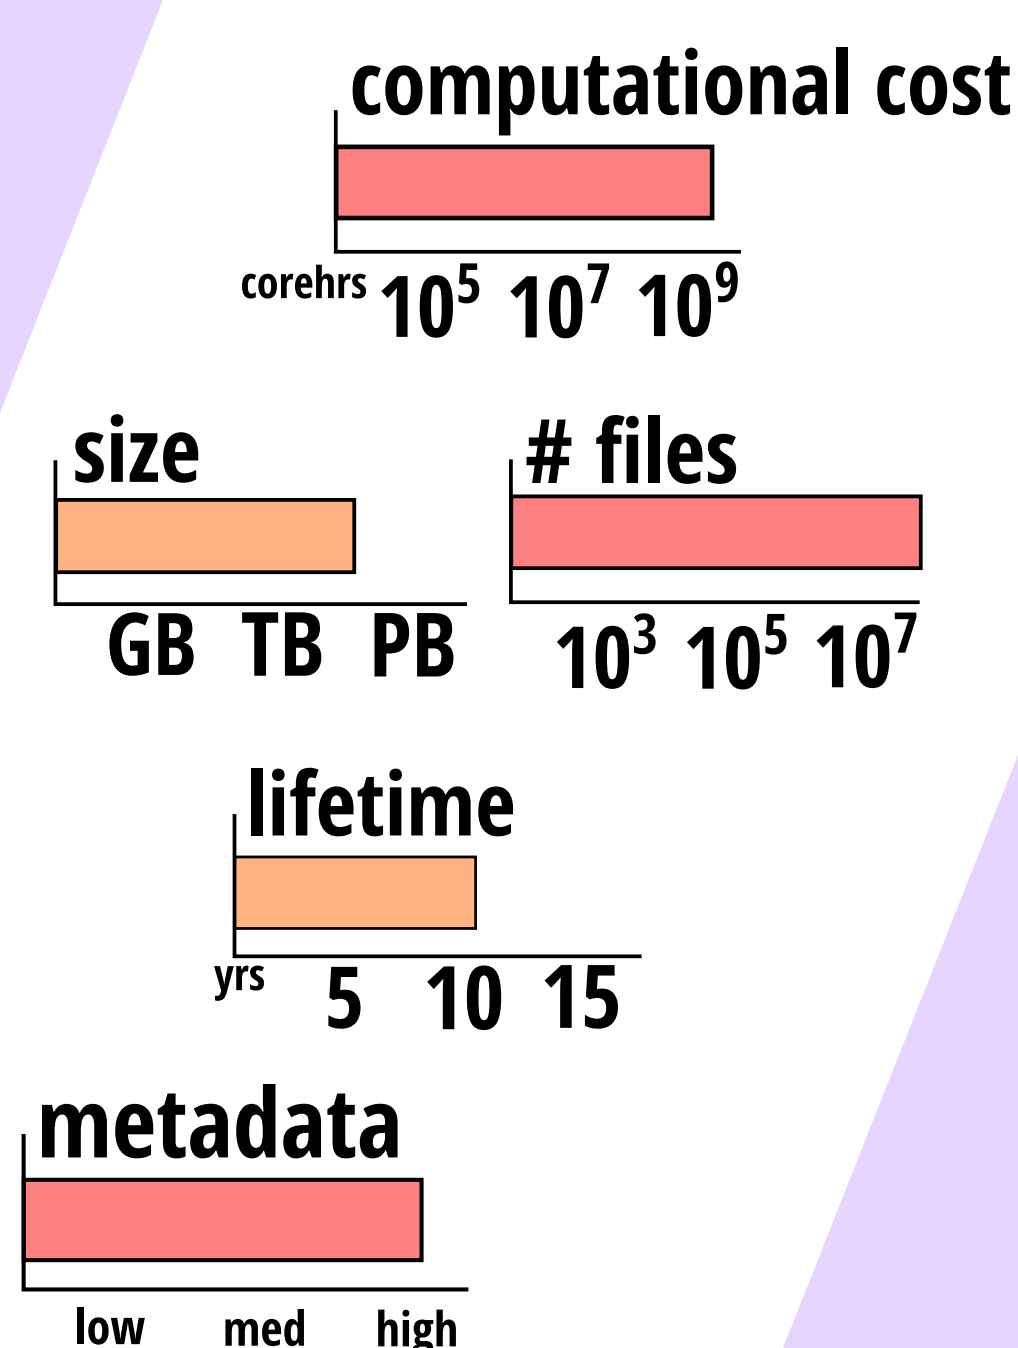 computational cost
corehrs 10⁵ 10⁷ 10⁹
size
GB TB PB
# files
10³ 10⁵ 10⁷
lifetime
yrs 5 10 15
metadata
low med high